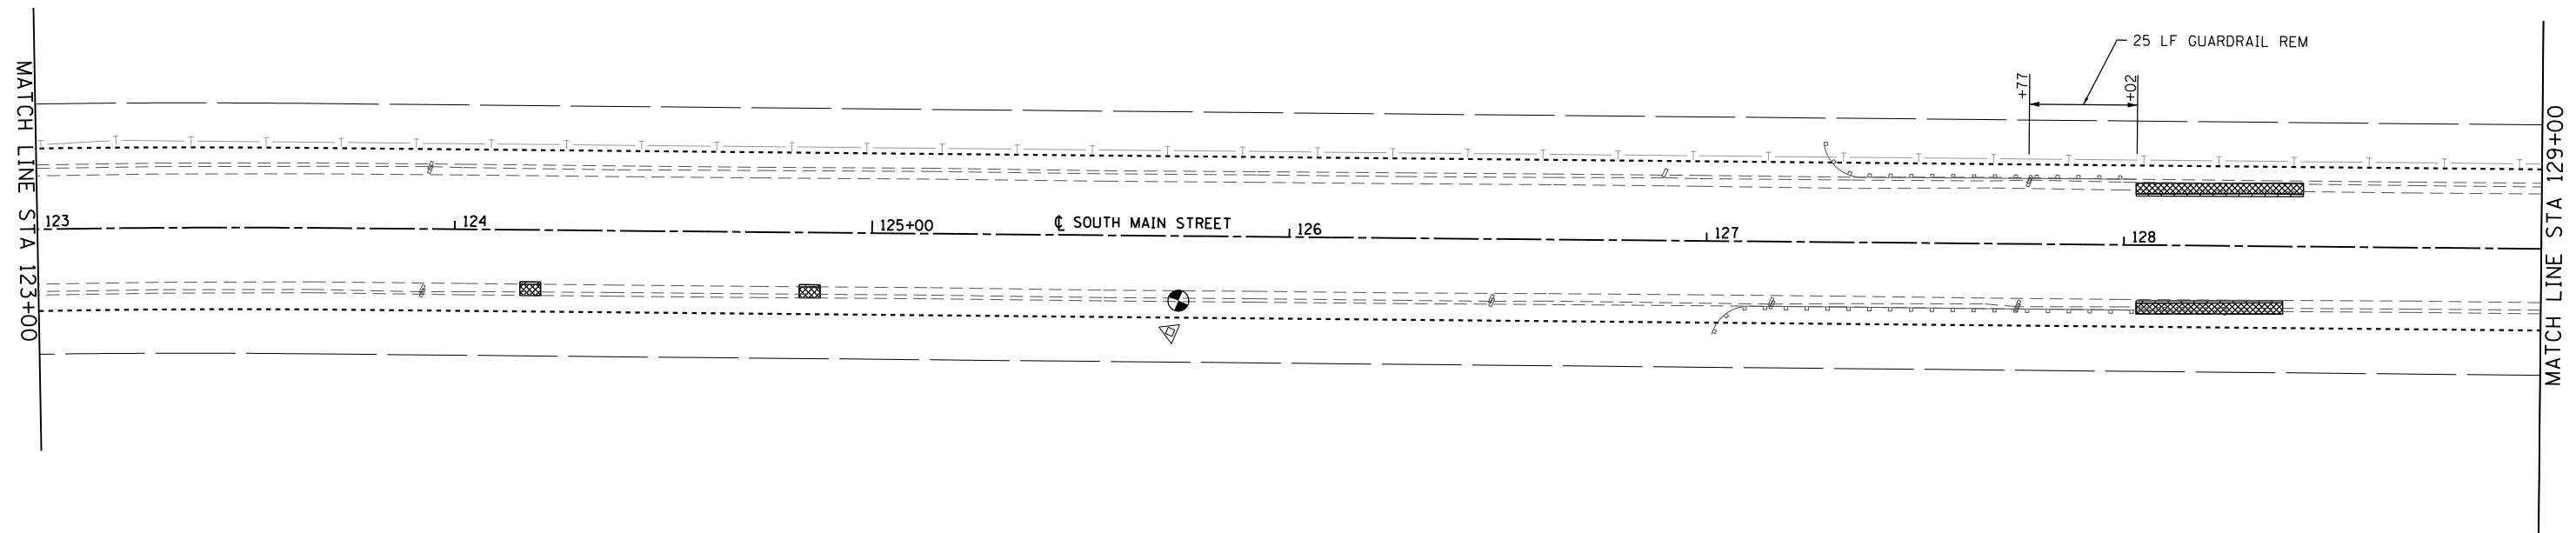 25 LF GUARDRAIL REM
+77
+02
MATCH LINE STA 123+00
MATCH LINE STA 129+00
123
124
125+00
℄ SOUTH MAIN STREET
126
127
128